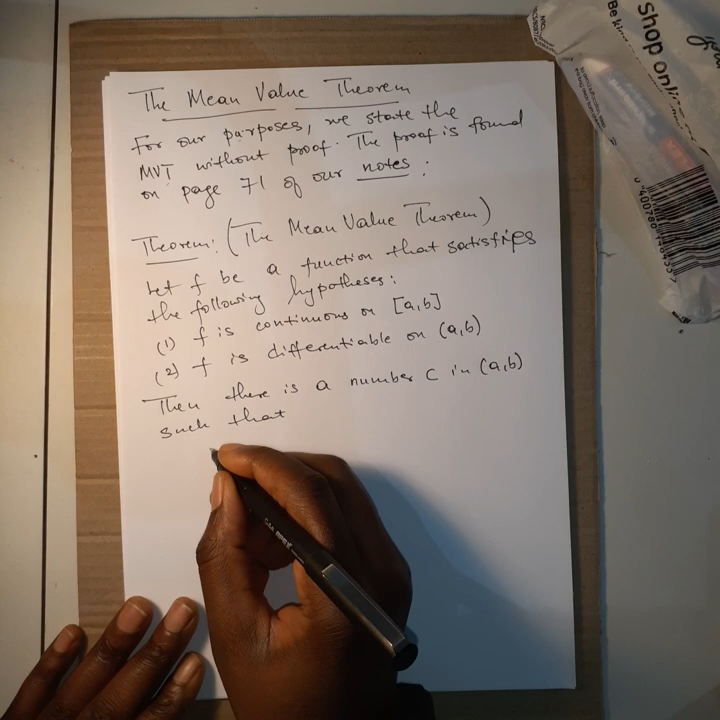 The Mean Value Theorem
For our purposes, we state the
MVT without proof. The proof is found
on page 71 of our notes:
Theorem: (The Mean Value Theorem)
Let f be a function that satisfies
the following hypotheses:
(1) f is continuous on [a,b]
(2) f is differentiable on (a,b)
Then there is a number c in (a,b)
such that
Shop onl